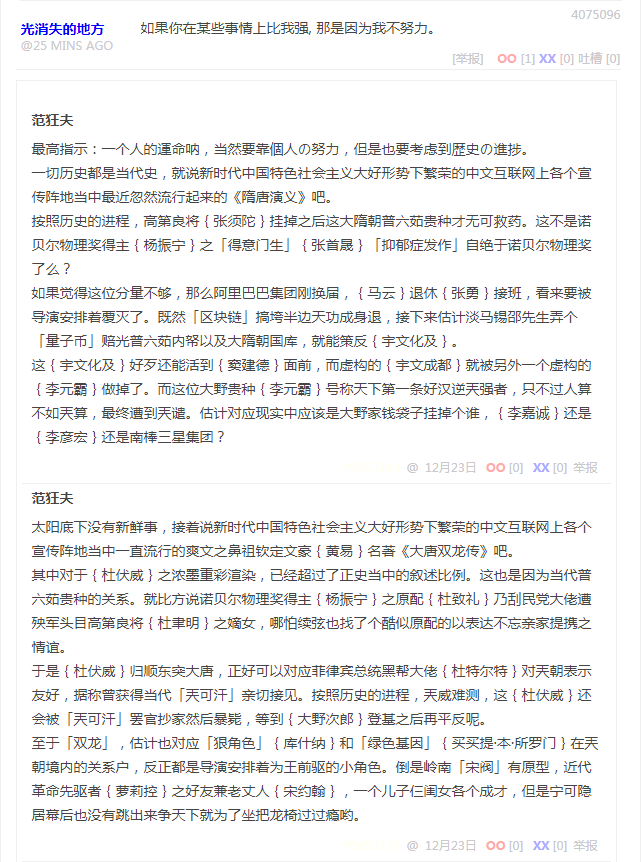 4075096
光消失的地方
@25 MINS AGO
如果你在某些事情上比我强, 那是因为我不努力。
[举报] OO [1] XX [0] 吐槽 [0]
范狂夫
最高指示：一个人的運命呐，当然要靠個人の努力，但是也要考虑到歴史の進捗。
一切历史都是当代史，就说新时代中国特色社会主义大好形势下繁荣的中文互联网上各个宣
传阵地当中最近忽然流行起来的《隋唐演义》吧。
按照历史的进程，高第良将｛张须陀｝挂掉之后这大隋朝普六茹贵种才无可救药。这不是诺
贝尔物理奖得主｛杨振宁｝之「得意门生」｛张首晟｝「抑郁症发作」自绝于诺贝尔物理奖
了么？
如果觉得这位分量不够，那么阿里巴巴集团刚换届，｛马云｝退休｛张勇｝接班，看来要被
导演安排着覆灭了。既然「区块链」搞垮半边天功成身退，接下来估计淡马锡邵先生弄个
「量子币」赔光普六茹内帑以及大隋朝国库，就能策反｛宇文化及｝。
这｛宇文化及｝好歹还能活到｛窦建德｝面前，而虚构的｛宇文成都｝就被另外一个虚构的
｛李元霸｝做掉了。而这位大野贵种｛李元霸｝号称天下第一条好汉逆天强者，只不过人算
不如天算，最终遭到天谴。估计对应现实中应该是大野家钱袋子挂掉个谁，｛李嘉诚｝还是
｛李彦宏｝还是南棒三星集团？
@ 12月23日 OO [0] XX [0] 举报
范狂夫
太阳底下没有新鲜事，接着说新时代中国特色社会主义大好形势下繁荣的中文互联网上各个
宣传阵地当中一直流行的爽文之鼻祖钦定文豪｛黄易｝名著《大唐双龙传》吧。
其中对于｛杜伏威｝之浓墨重彩渲染，已经超过了正史当中的叙述比例。这也是因为当代普
六茹贵种的关系。就比方说诺贝尔物理奖得主｛杨振宁｝之原配｛杜致礼｝乃刮民党大佬遭
殃军头目高第良将｛杜聿明｝之嫡女，哪怕续弦也找了个酷似原配的以表达不忘亲家提携之
情谊。
于是｛杜伏威｝归顺东突大唐，正好可以对应菲律宾总统黑帮大佬｛杜特尔特｝对天朝表示
友好，据称曾获得当代「天可汗」亲切接见。按照历史的进程，天威难测，这｛杜伏威｝还
会被「天可汗」罢官抄家然后暴毙，等到｛大野次郎｝登基之后再平反呢。
至于「双龙」，估计也对应「狠角色」｛库什纳｝和「绿色基因」｛买买提·本·所罗门｝在天
朝境内的关系户，反正都是导演安排着为王前驱的小角色。倒是岭南「宋阀」有原型，近代
革命先驱者｛萝莉控｝之好友兼老丈人｛宋约翰｝，一个儿子仨闺女各个成才，但是宁可隐
居幕后也没有跳出来争天下就为了坐把龙椅过过瘾哟。
@ 12月23日 OO [0] XX [0] 举报